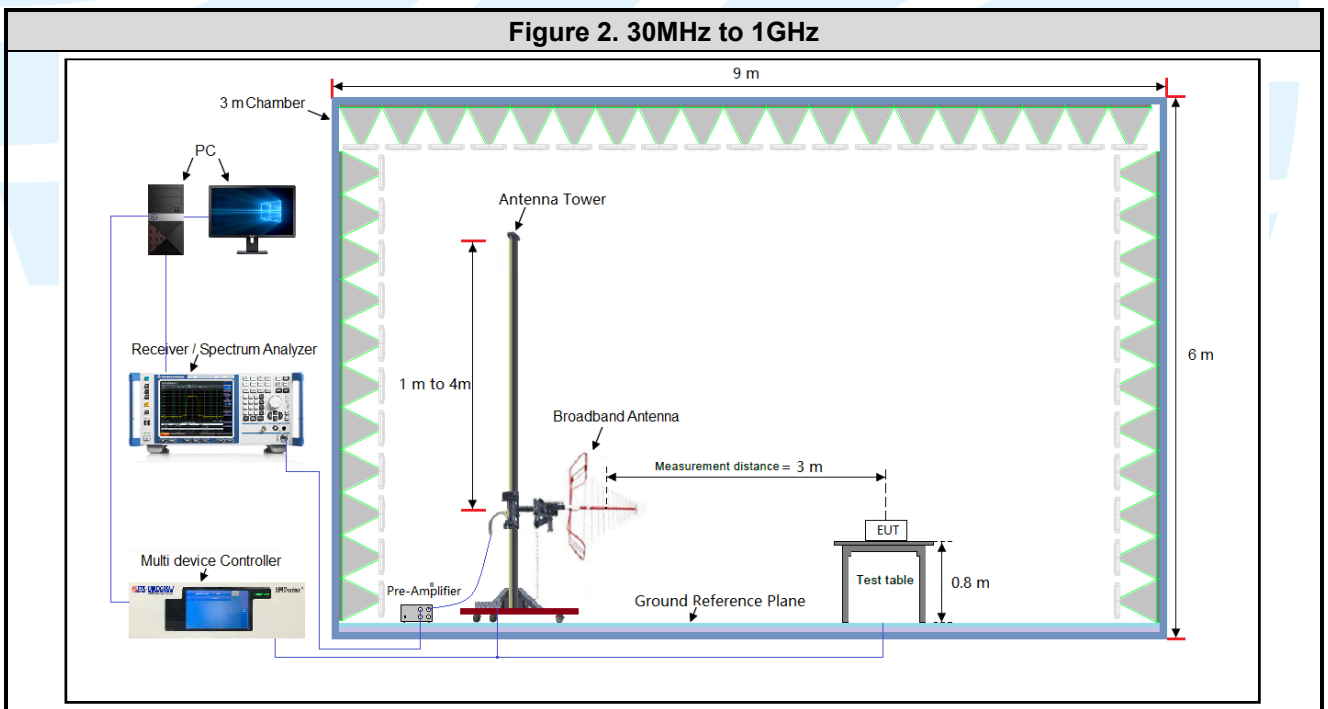 Figure 2. 30MHz to 1GHz
9 m
3 m Chamber
PC
Antenna Tower
Receiver / Spectrum Analyzer
6 m
1 m to 4m
Broadband Antenna
Measurement distance = 3 m
EUT
Multi device Controller
Test table
0.8 m
Pre-Amplifier
Ground Reference Plane